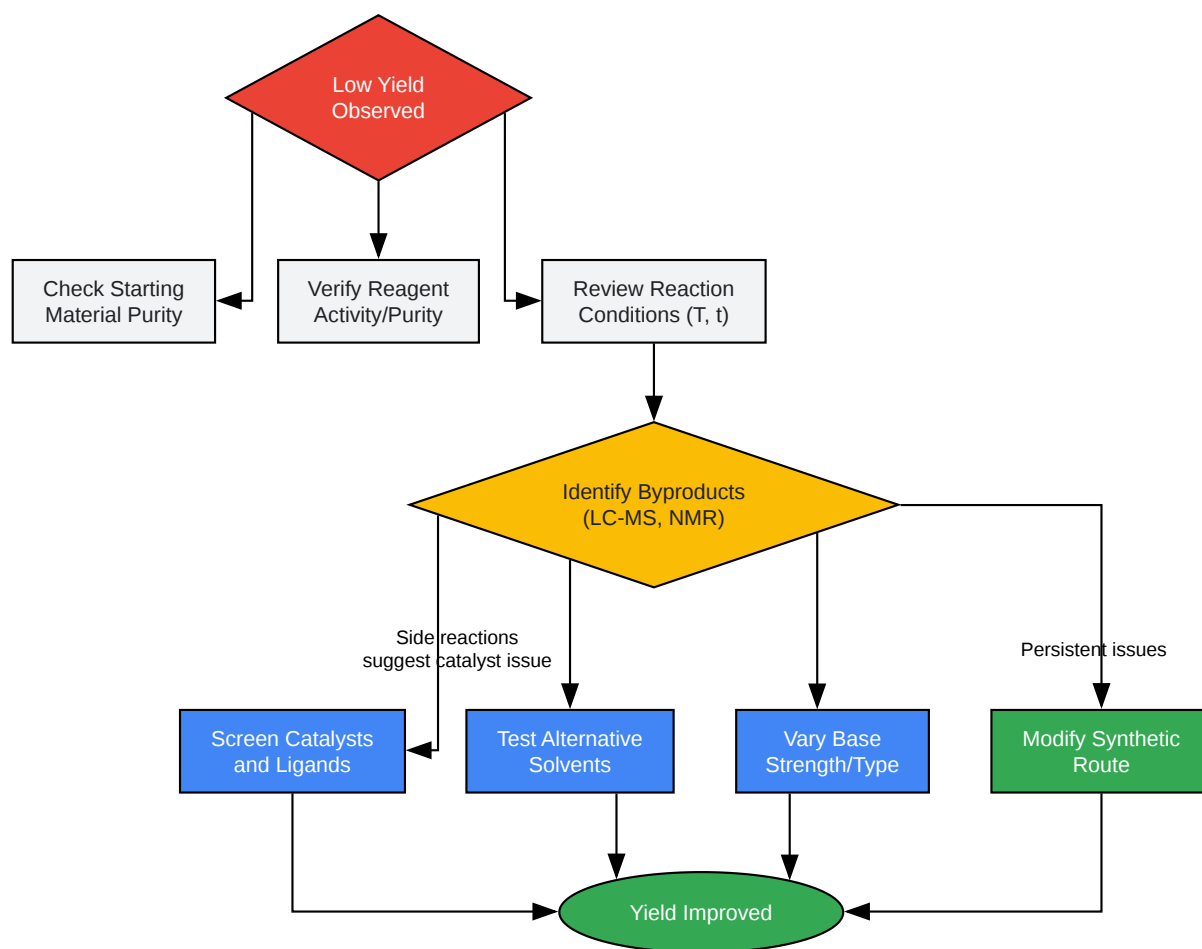 Low Yield
Observed
Check Starting
Material Purity
Verify Reagent
Activity/Purity
Review Reaction
Conditions (T, t)
Identify Byproducts
(LC-MS, NMR)
Side reactions
suggest catalyst issue
Persistent issues
Screen Catalysts
and Ligands
Test Alternative
Solvents
Vary Base
Strength/Type
Modify Synthetic
Route
Yield Improved